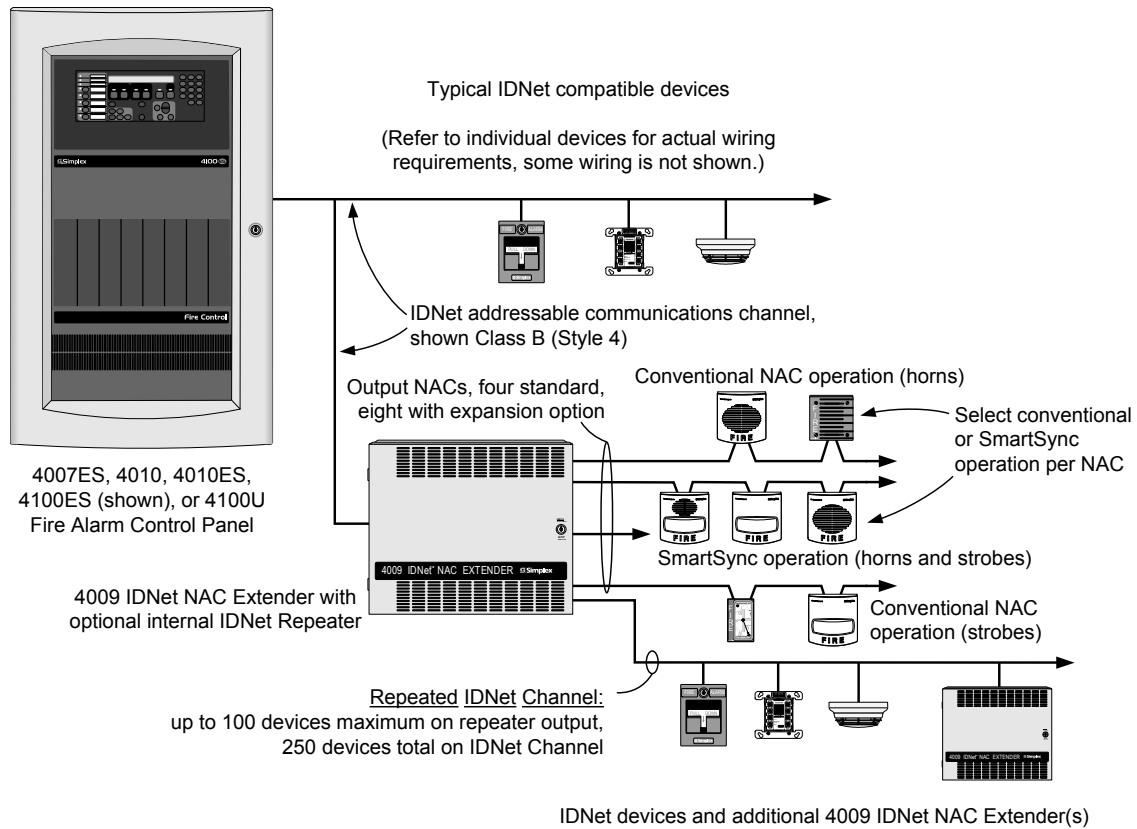 Typical IDNet compatible devices
(Refer to individual devices for actual wiring
requirements, some wiring is not shown.)
Simplex
4100
Fire Control
IDNet addressable communications channel,
shown Class B (Style 4)
4007ES, 4010, 4010ES,
4100ES (shown), or 4100U
Fire Alarm Control Panel
Output NACs, four standard,
eight with expansion option
Conventional NAC operation (horns)
FIRE
Select conventional
or SmartSync
operation per NAC
FIRE
FIRE
FIRE
SmartSync operation (horns and strobes)
4009 IDNet NAC EXTENDER Simplex
4009 IDNet NAC Extender with
optional internal IDNet Repeater
FIRE
Conventional NAC
operation (strobes)
Repeated IDNet Channel:
up to 100 devices maximum on repeater output,
250 devices total on IDNet Channel
4009 IDNet NAC EXTENDER Simplex
IDNet devices and additional 4009 IDNet NAC Extender(s)